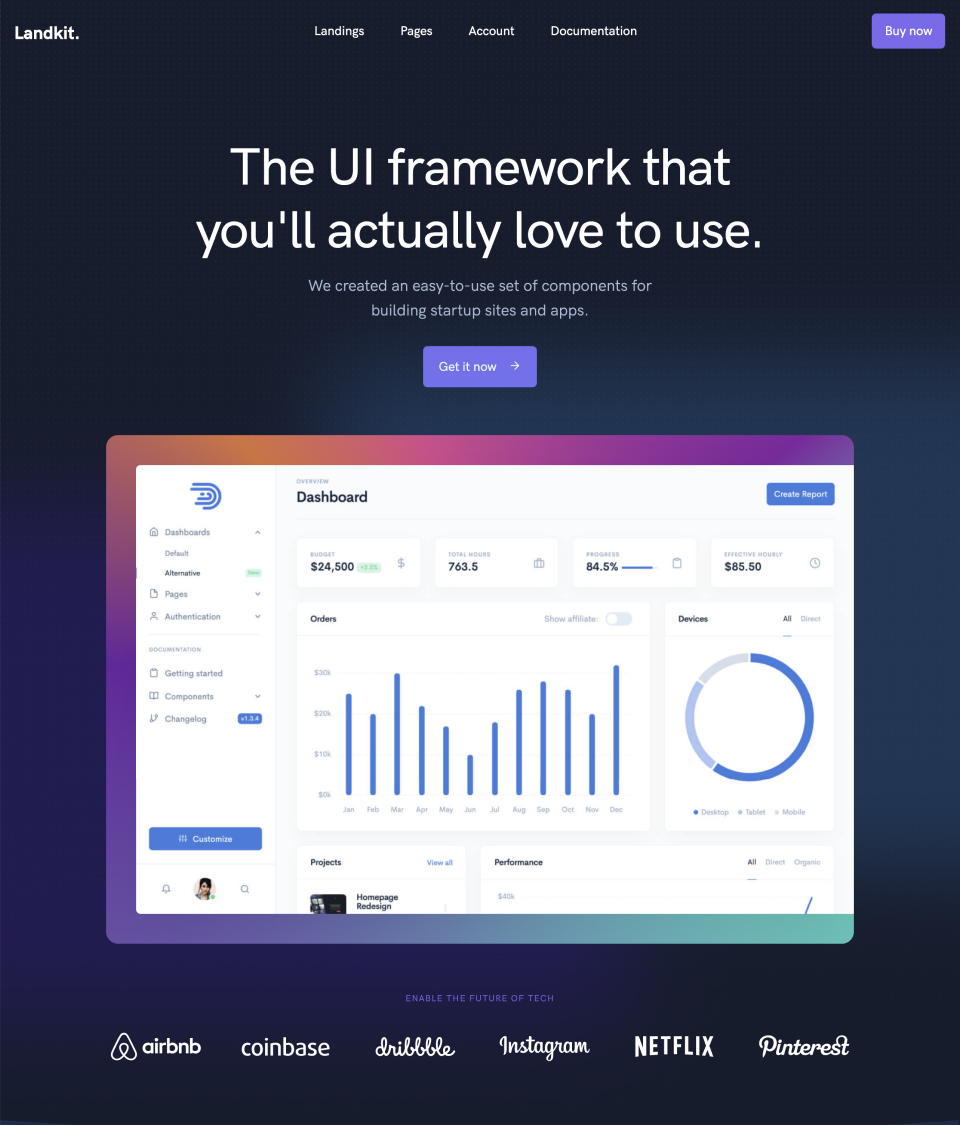 Landkit.
Landings Pages Account Documentation
Buy now
The UI framework that
you'll actually love to use.
We created an easy-to-use set of components for
building startup sites and apps.
Get it now →
OVERVIEW
Dashboard
Create Report
Dashboards
Default
Alternative New
Pages
Authentication
DOCUMENTATION
Getting started
Components
Changelog v1.3.4
Customize
BUDGET
$24,500 +3.5%
TOTAL HOURS
763.5
PROGRESS
84.5%
EFFECTIVE HOURLY
$85.50
Orders
Show affiliate:
$30k
$20k
$10k
$0k
Jan Feb Mar Apr May Jun Jul Aug Sep Oct Nov Dec
Devices
All Direct
Desktop Tablet Mobile
Projects
View all
Homepage
Redesign
Performance
All Direct Organic
$40k
ENABLE THE FUTURE OF TECH
airbnb coinbase dribbble Instagram NETFLIX Pinterest